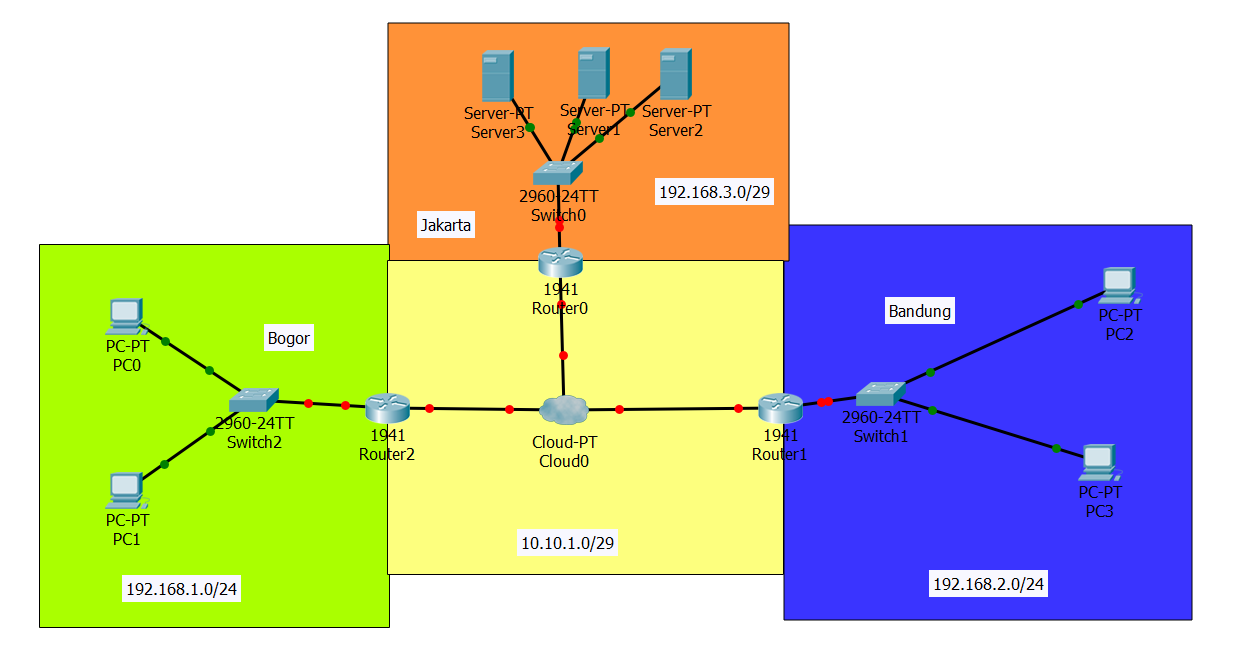 Server-PT
Server3
Server-PT
Server1
Server-PT
Server2
2960-24TT
Switch0
192.168.3.0/29
Jakarta
1941
Router0
PC-PT
PC0
Bogor
2960-24TT
Switch2
1941
Router2
PC-PT
PC1
192.168.1.0/24
Cloud-PT
Cloud0
10.10.1.0/29
Bandung
PC-PT
PC2
1941
Router1
2960-24TT
Switch1
PC-PT
PC3
192.168.2.0/24